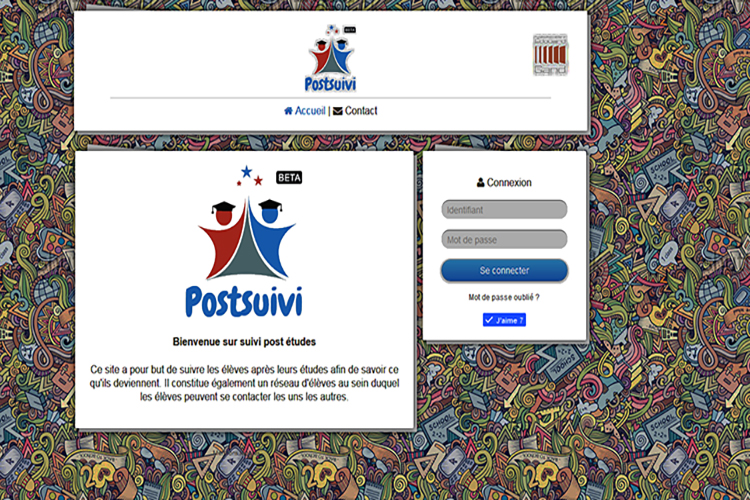 BETA
Postsuivi
Accueil | Contact
BETA
Postsuivi
Bienvenue sur suivi post études
Ce site a pour but de suivre les élèves après leurs études afin de savoir ce
qu'ils deviennent. Il constitue également un réseau d'élèves au sein duquel
les élèves peuvent se contacter les uns les autres.
Connexion
Identifiant
Mot de passe
Se connecter
Mot de passe oublié ?
J'aime ?